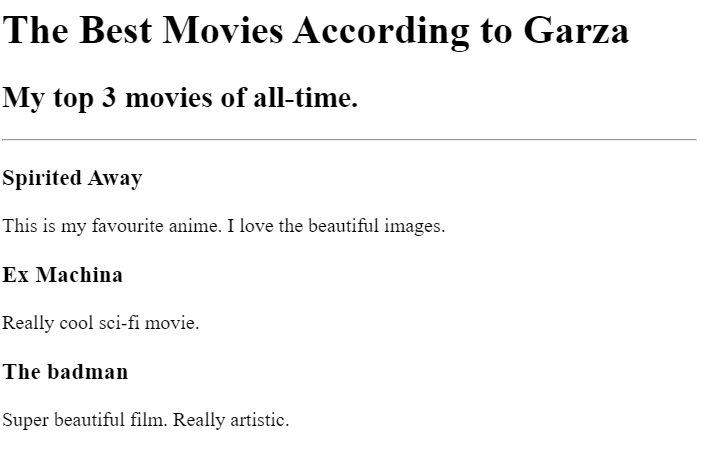 The Best Movies According to Garza
My top 3 movies of all-time.
Spirited Away
This is my favourite anime. I love the beautiful images.
Ex Machina
Really cool sci-fi movie.
The badman
Super beautiful film. Really artistic.